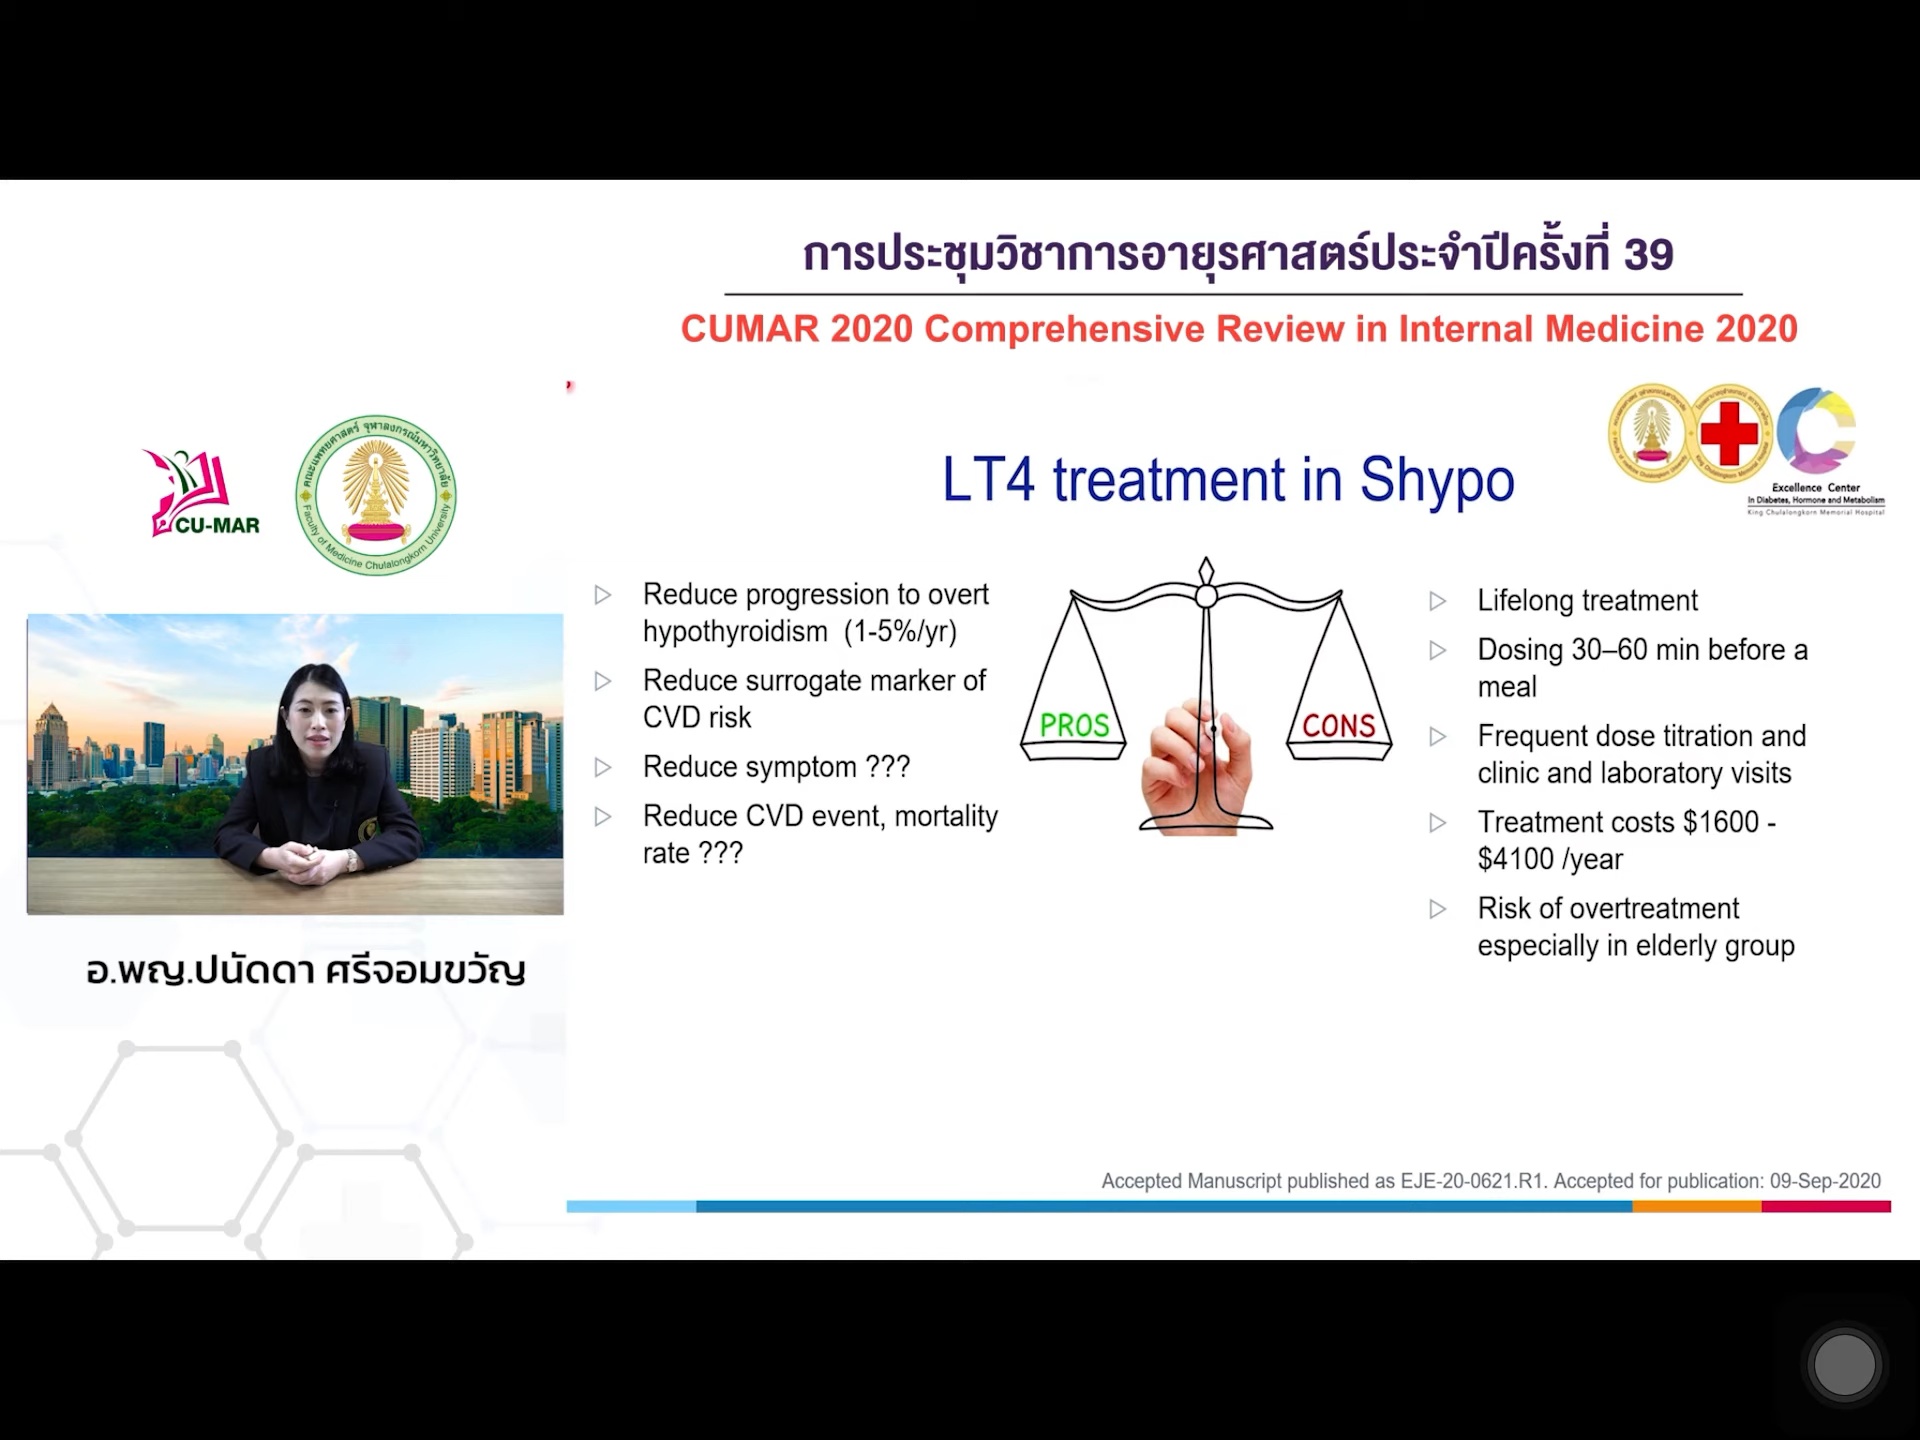 การประชุมวิชาการอายุรศาสตร์ประจำปีครั้งที่ 39
CUMAR 2020 Comprehensive Review in Internal Medicine 2020
CU-MAR
คณะแพทยศาสตร์ จุฬาลงกรณ์มหาวิทยาลัย
Faculty of Medicine Chulalongkorn University
Excellence Center
In Diabetes, Hormone and Metabolism
King Chulalongkorn Memorial Hospital
LT4 treatment in Shypo
▷ Reduce progression to overt
hypothyroidism (1-5%/yr)
▷ Reduce surrogate marker of
CVD risk
▷ Reduce symptom ???
▷ Reduce CVD event, mortality
rate ???
PROS
CONS
▷ Lifelong treatment
▷ Dosing 30–60 min before a
meal
▷ Frequent dose titration and
clinic and laboratory visits
▷ Treatment costs $1600 -
$4100 /year
▷ Risk of overtreatment
especially in elderly group
อ.พญ.ปนัดดา ศรีจอมขวัญ
Accepted Manuscript published as EJE-20-0621.R1. Accepted for publication: 09-Sep-2020